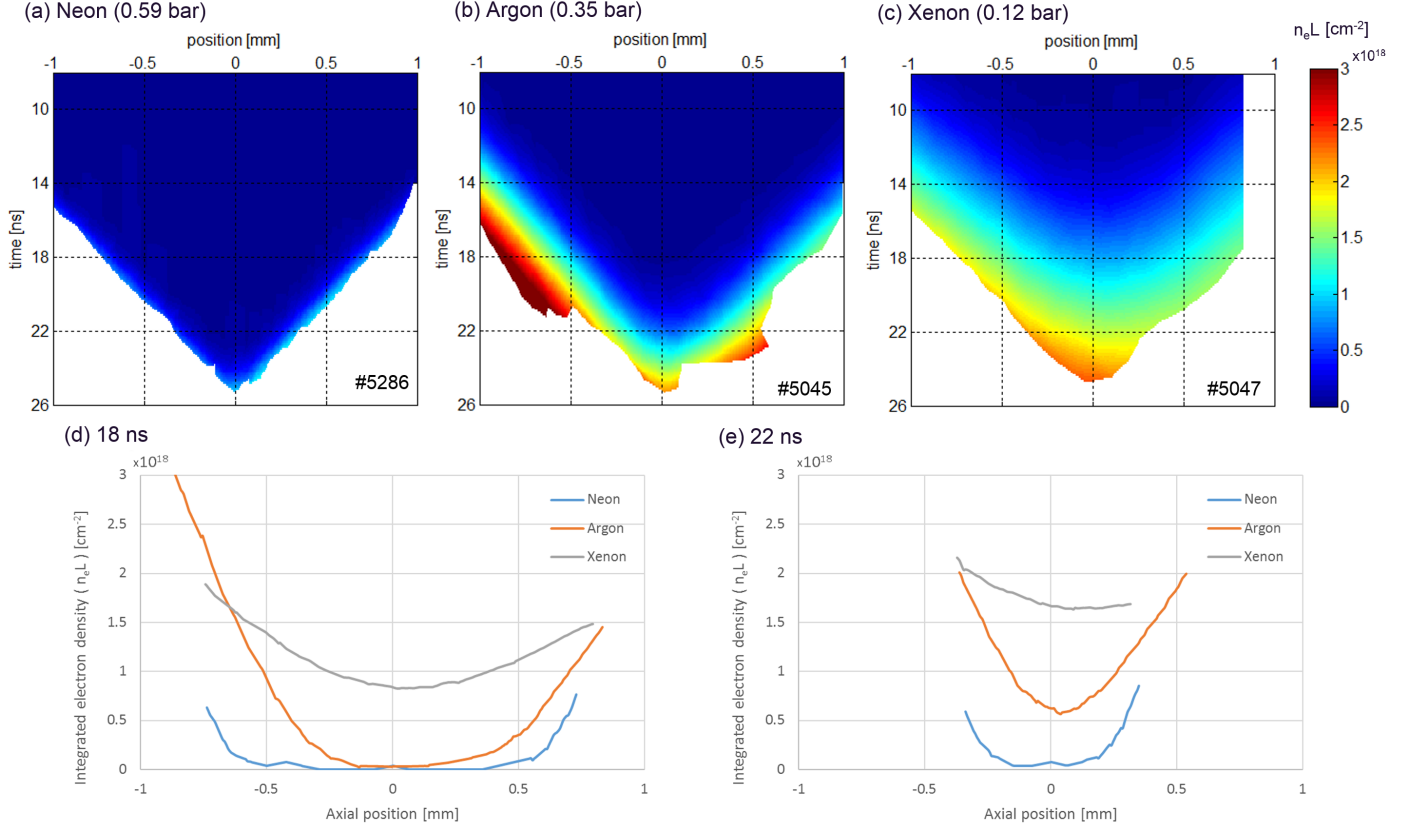 (a) Neon (0.59 bar)
(b) Argon (0.35 bar)
(c) Xenon (0.12 bar)
position [mm]
-1 -0.5 0 0.5 1
time [ns]
10
14
18
22
26
#5286
position [mm]
-1 -0.5 0 0.5 1
time [ns]
10
14
18
22
26
#5045
position [mm]
-1 -0.5 0 0.5 1
time [ns]
10
14
18
22
26
#5047
nₑL [cm⁻²]
x10¹⁸
3
2.5
2
1.5
1
0.5
0
(d) 18 ns
x10¹⁸
Integrated electron density ( nₑL ) [cm⁻²]
3
2.5
2
1.5
1
0.5
0
-1 -0.5 0 0.5 1
Axial position [mm]
Neon
Argon
Xenon
(e) 22 ns
x10¹⁸
Integrated electron density ( nₑL ) [cm⁻²]
3
2.5
2
1.5
1
0.5
0
-1 -0.5 0 0.5 1
Axial position [mm]
Neon
Argon
Xenon